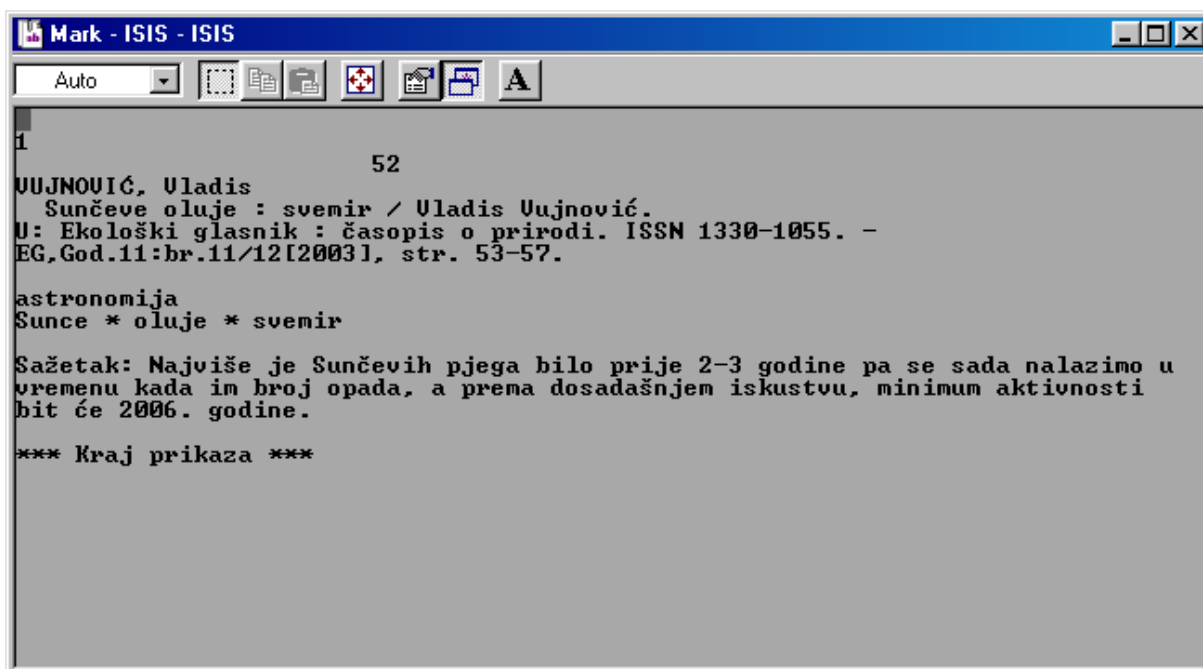 Mark - ISIS - ISIS
Auto
A
1
52
VUJNOVIĆ, Vladis
Sunčeve oluje : svemir / Vladis Vujnović.
U: Ekološki glasnik : časopis o prirodi. ISSN 1330-1055. -
EG,God.11:br.11/12[2003], str. 53-57.
astronomija
Sunce * oluje * svemir
Sažetak: Najviše je Sunčevih pjega bilo prije 2-3 godine pa se sada nalazimo u
vremenu kada im broj opada, a prema dosadašnjem iskustvu, minimum aktivnosti
bit će 2006. godine.
*** Kraj prikaza ***